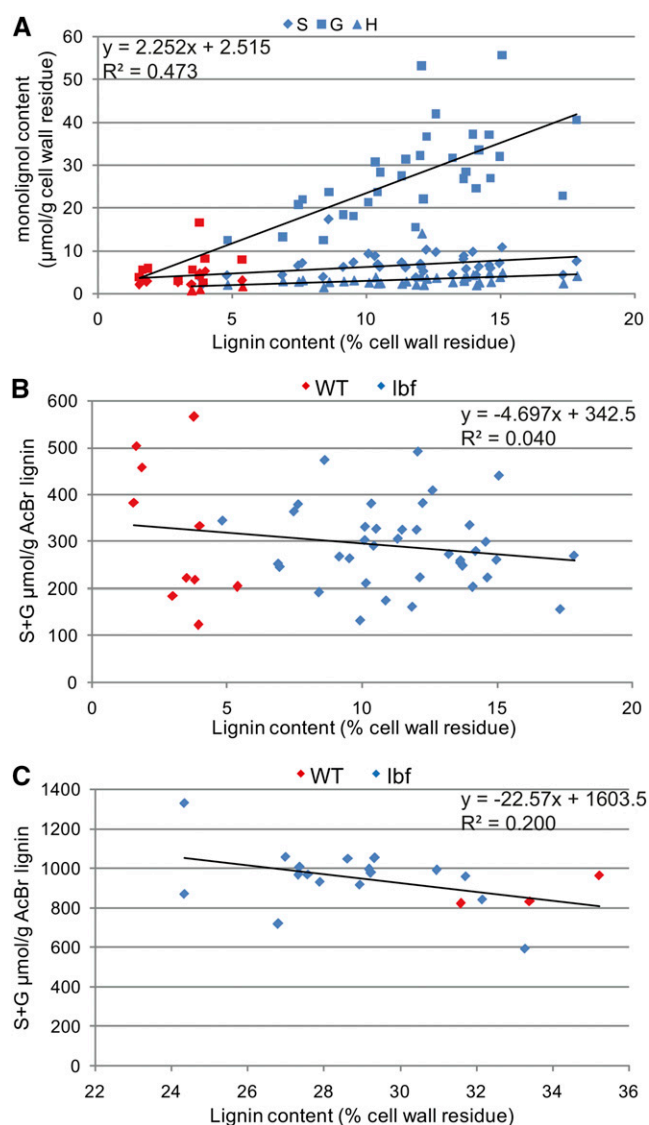 A
S G H
y = 2.252x + 2.515
R² = 0.473
monolignol content
(µmol/g cell wall residue)
60
50
40
30
20
10
0
0 5 10 15 20
Lignin content (% cell wall residue)
B
WT lbf
y = -4.697x + 342.5
R² = 0.040
S+G µmol/g AcBr lignin
600
500
400
300
200
100
0
0 5 10 15 20
Lignin content (% cell wall residue)
C
WT lbf
y = -22.57x + 1603.5
R² = 0.200
S+G µmol/g AcBr lignin
1400
1200
1000
800
600
400
200
0
22 24 26 28 30 32 34 36
Lignin content (% cell wall residue)